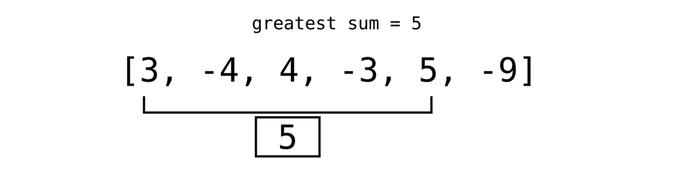 greatest sum = 5
[3, -4, 4, -3, 5, -9]
5